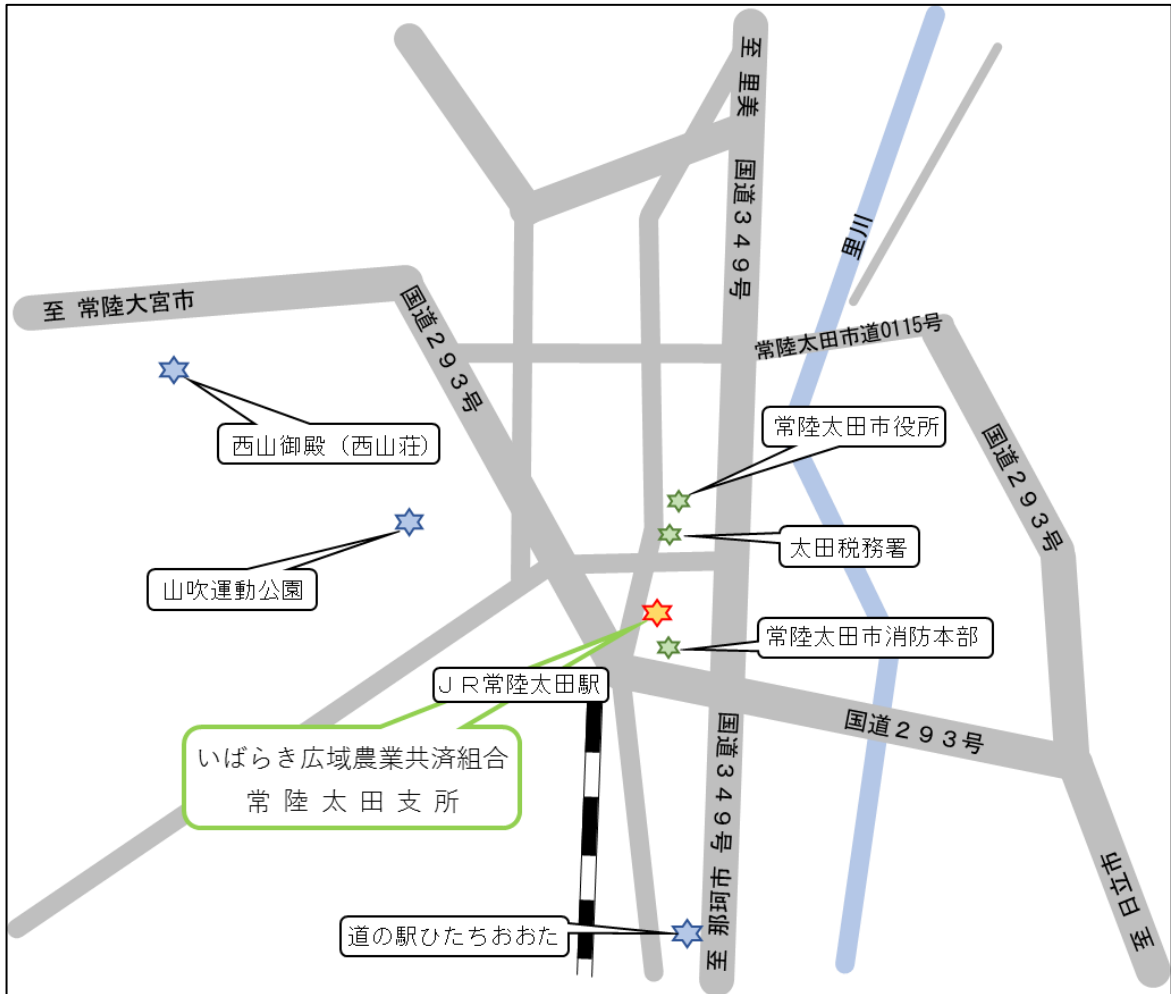 至 里美
国道349号
里川
至 常陸大宮市
国道293号
常陸太田市道0115号
常陸太田市役所
西山御殿（西山荘）
国道293号
太田税務署
山吹運動公園
常陸太田市消防本部
ＪＲ常陸太田駅
国道293号
いばらき広域農業共済組合
常陸太田支所
国道349号
至 那珂市
至 日立市
道の駅ひたちおおた